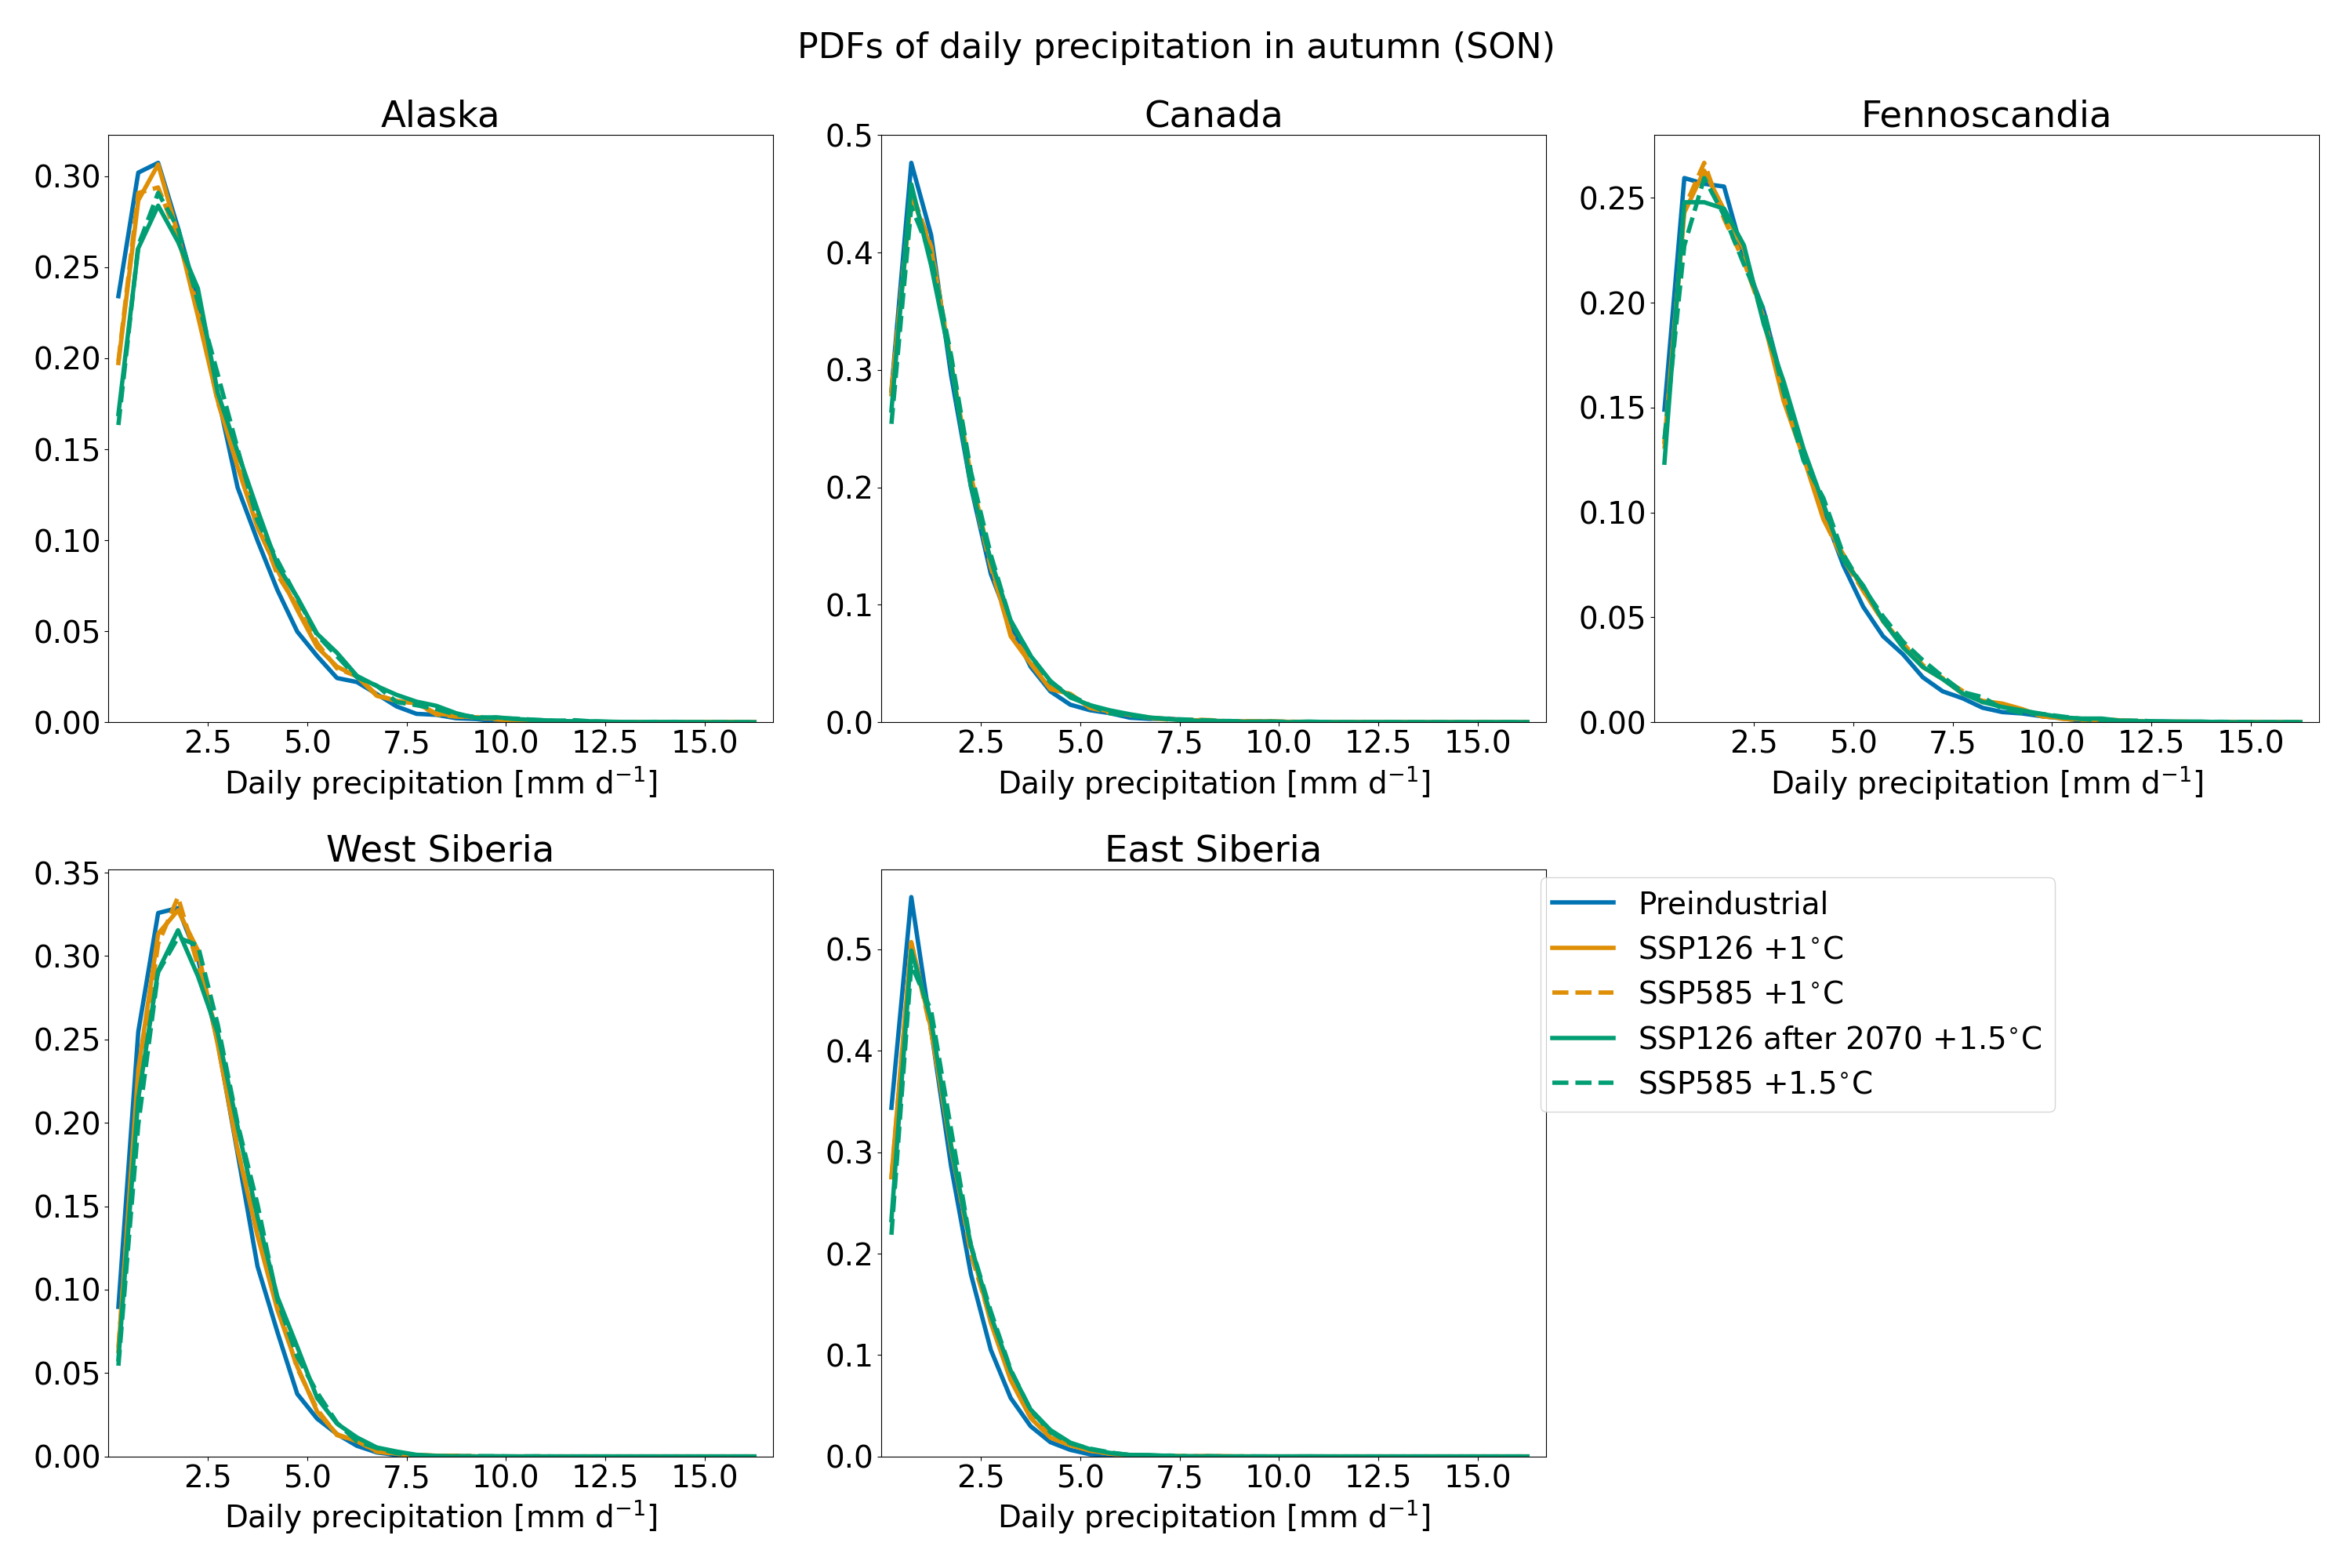 PDFs of daily precipitation in autumn (SON)
Alaska
0.30
0.25
0.20
0.15
0.10
0.05
0.00
2.5 5.0 7.5 10.0 12.5 15.0
Daily precipitation [mm d⁻¹]
Canada
0.5
0.4
0.3
0.2
0.1
0.0
2.5 5.0 7.5 10.0 12.5 15.0
Daily precipitation [mm d⁻¹]
Fennoscandia
0.25
0.20
0.15
0.10
0.05
0.00
2.5 5.0 7.5 10.0 12.5 15.0
Daily precipitation [mm d⁻¹]
West Siberia
0.35
0.30
0.25
0.20
0.15
0.10
0.05
0.00
2.5 5.0 7.5 10.0 12.5 15.0
Daily precipitation [mm d⁻¹]
East Siberia
0.5
0.4
0.3
0.2
0.1
0.0
2.5 5.0 7.5 10.0 12.5 15.0
Daily precipitation [mm d⁻¹]
Preindustrial
SSP126 +1°C
SSP585 +1°C
SSP126 after 2070 +1.5°C
SSP585 +1.5°C